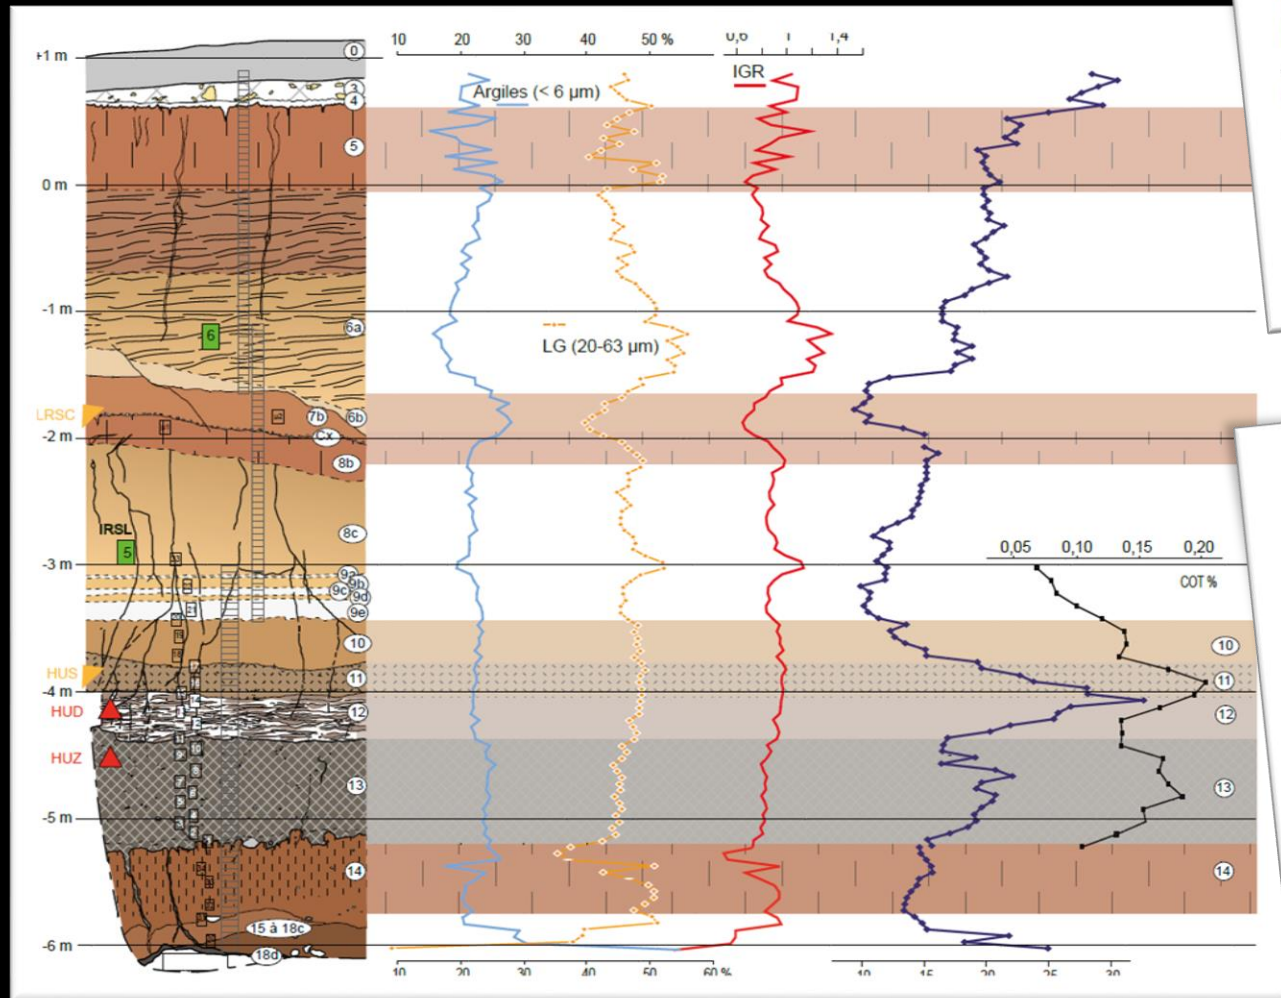 10 20 30 40 50 %
0,6 1 1,4
+1 m
0
IGR
3
Argiles (< 6 µm)
4
5
0 m
-1 m
6a
6
LG (20-63 µm)
LRSC
7b 6b
Cx
-2 m
8b
IRSL
8c
5
0,05 0,10 0,15 0,20
COT %
-3 m
9a
9b
9c 9d
9e
10 10
HUS
11 11
-4 m
HUD
12 12
HUZ
13 13
-5 m
14 14
15 à 18c
-6 m
18d
10 20 30 40 50 60 %
10 15 20 25 30